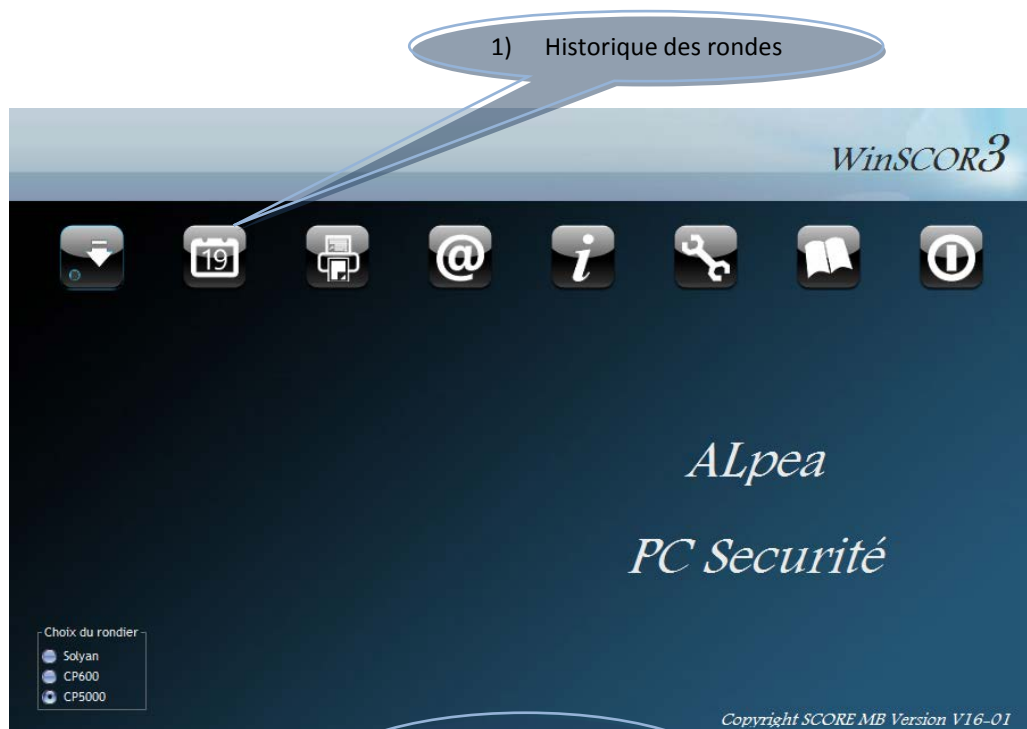 1) Historique des rondes
WinSCOR3
19
@
i
ALpea
PC Securité
Choix du rondier
Solyan
CP600
CP5000
Copyright SCORE MB Version V16-01